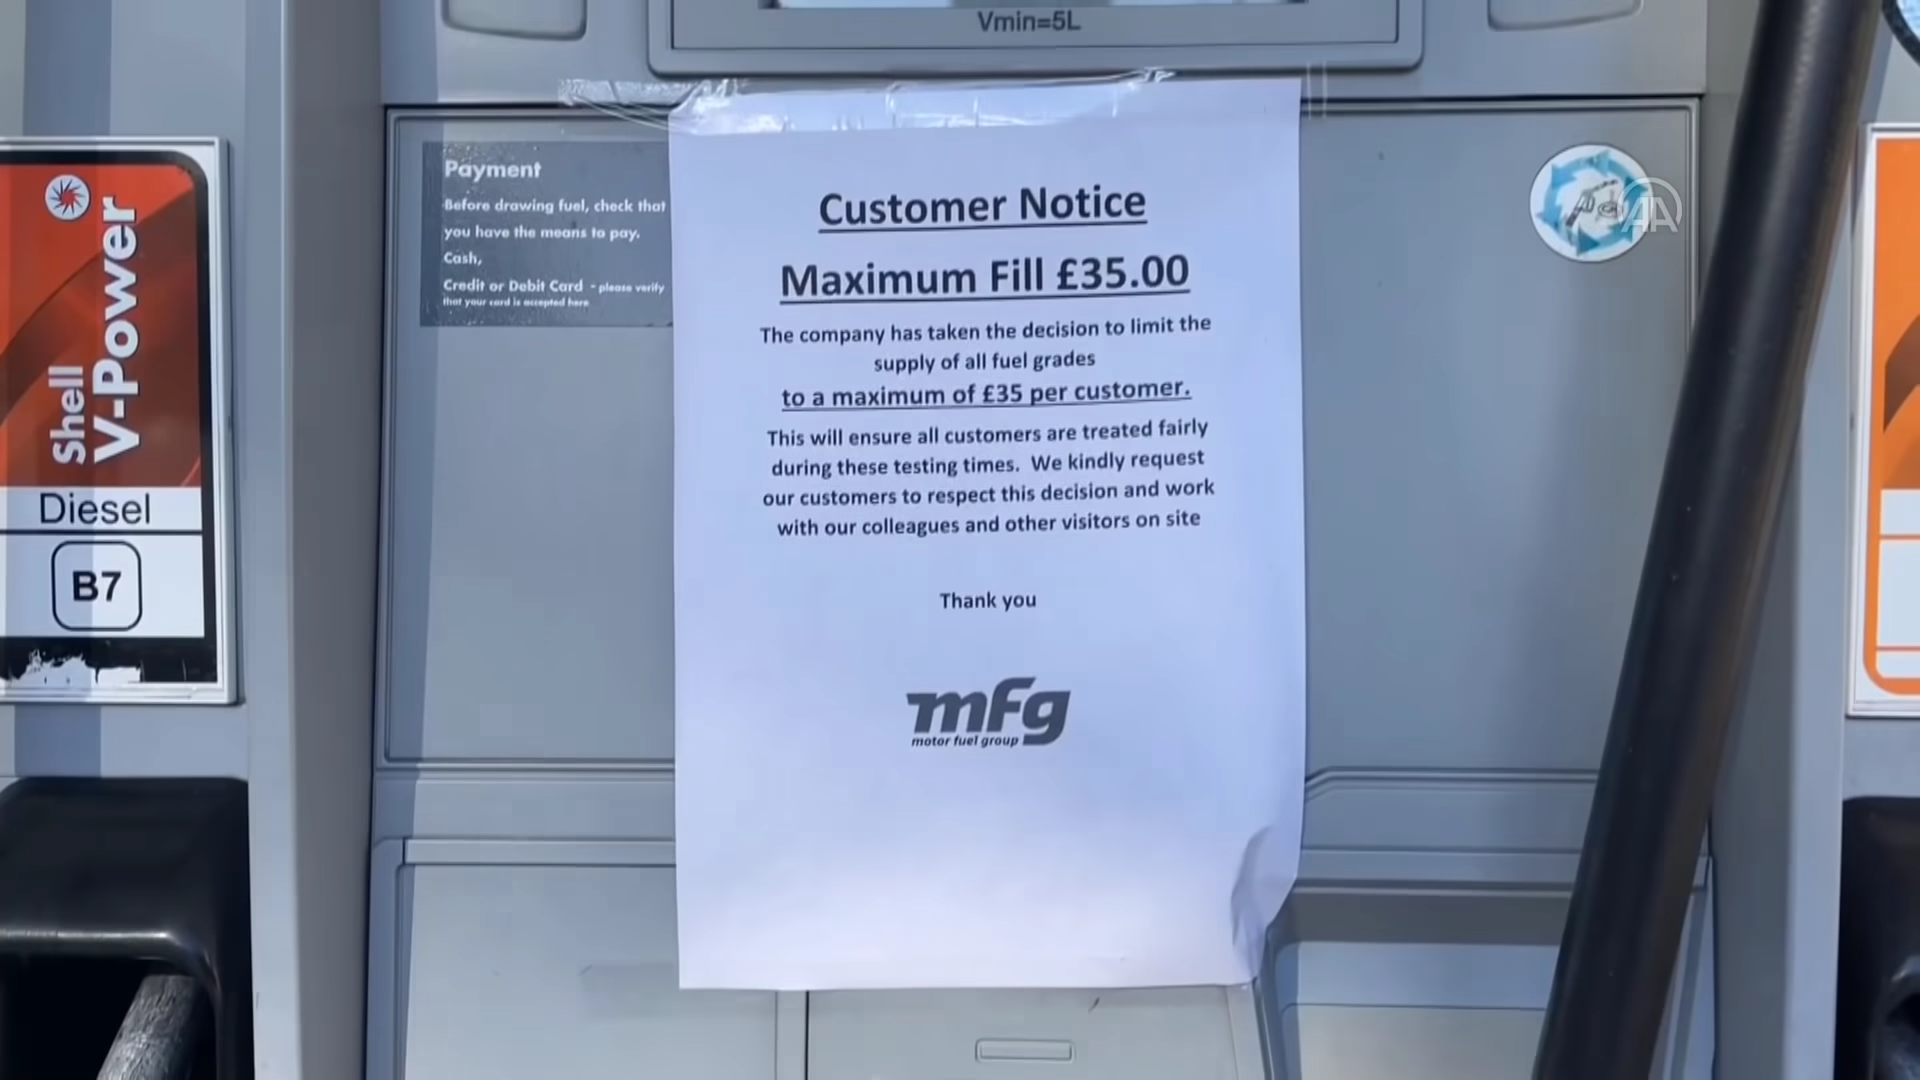 Vmin=5L
Payment
Before drawing fuel, check that
you have the means to pay.
Cash,
Credit or Debit Card - please verify
that your card is accepted here
Shell
V-Power
Diesel
B7
Customer Notice
Maximum Fill £35.00
The company has taken the decision to limit the
supply of all fuel grades
to a maximum of £35 per customer.
This will ensure all customers are treated fairly
during these testing times. We kindly request
our customers to respect this decision and work
with our colleagues and other visitors on site
Thank you
mfg
motor fuel group
AA